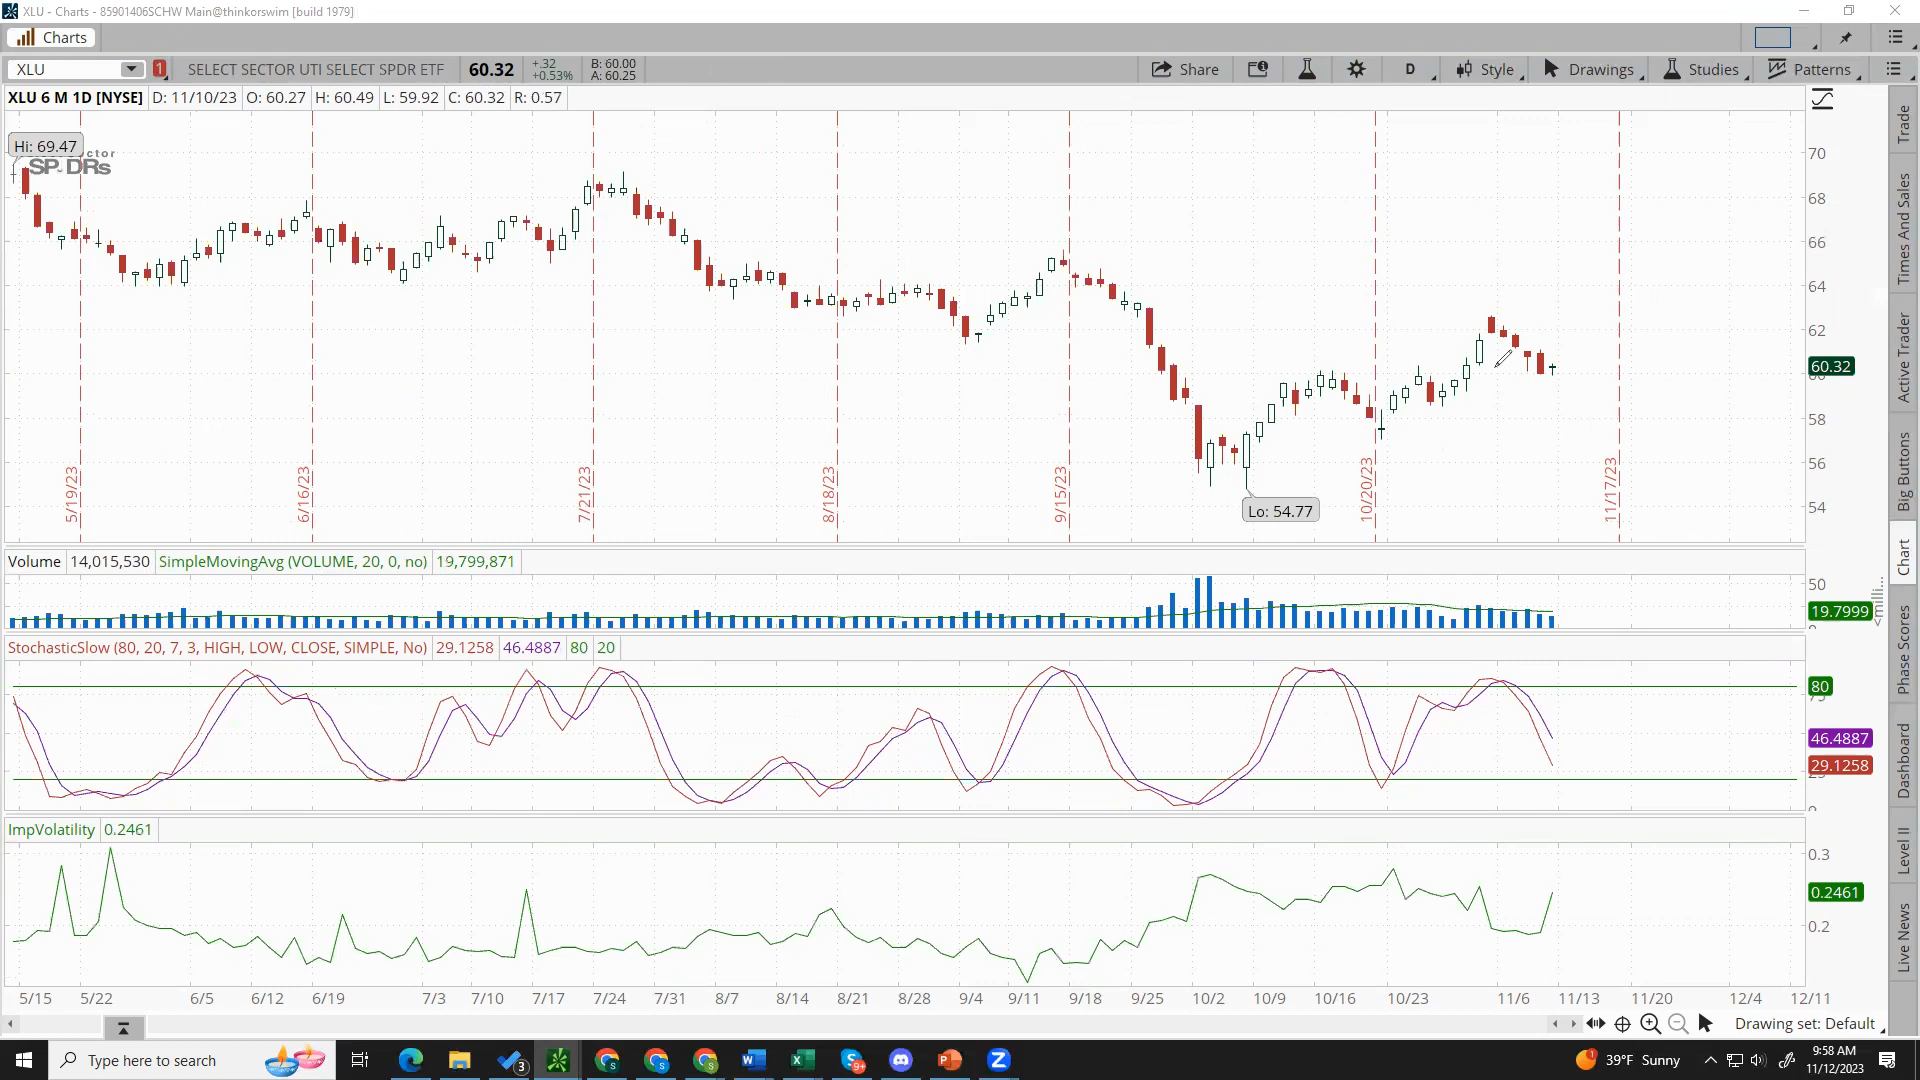 XLU - Charts - 85901406SCHW Main@thinkorswim [build 1979]
Charts
XLU 1 SELECT SECTOR UTI SELECT SPDR ETF 60.32 +.32 +0.53% B: 60.00 A: 60.25 Share D Style Drawings Studies Patterns
XLU 6 M 1D [NYSE] D: 11/10/23 O: 60.27 H: 60.49 L: 59.92 C: 60.32 R: 0.57
Hi: 69.47
SPDRs
70
68
66
64
62
60.32
58
56
54
Lo: 54.77
5/19/23 6/16/23 7/21/23 8/18/23 9/15/23 10/20/23 11/17/23
Volume 14,015,530 SimpleMovingAvg (VOLUME, 20, 0, no) 19,799,871
50
19.7999
StochasticSlow (80, 20, 7, 3, HIGH, LOW, CLOSE, SIMPLE, No) 29.1258 46.4887 80 20
80
46.4887
29.1258
ImpVolatility 0.2461
0.3
0.2461
0.2
5/15 5/22 6/5 6/12 6/19 7/3 7/10 7/17 7/24 7/31 8/7 8/14 8/21 8/28 9/4 9/11 9/18 9/25 10/2 10/9 10/16 10/23 11/6 11/13 11/20 12/4 12/11
Drawing set: Default
Trade
Times And Sales
Active Trader
Big Buttons
Chart
Phase Scores
Dashboard
Level II
Live News
Type here to search
3
9+
1
39°F Sunny
9:58 AM
11/12/2023